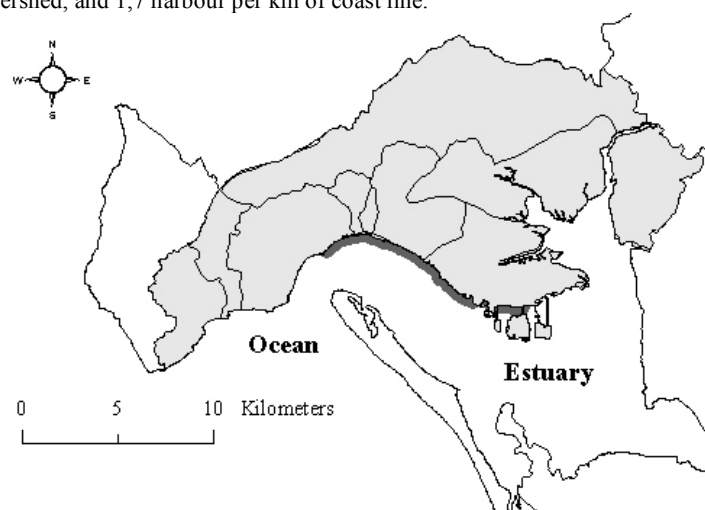 ershed, and 1,7 harbour per km of coast line.
N
W E
S
Ocean
Estuary
0 5 10 Kilometers